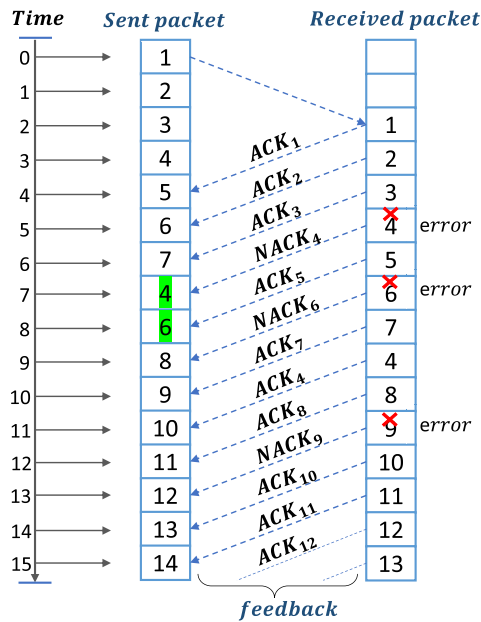 Time Sent packet Received packet
0 1
1 2
2 3 1
ACK₁
3 4 2
ACK₂
4 5 3
ACK₃
5 6 4 error
NACK₄
6 7 5
ACK₅
7 4 6 error
NACK₆
8 6 7
ACK₇
9 8 4
ACK₄
10 9 8
ACK₈
11 10 9 error
NACK₉
12 11 10
ACK₁₀
13 12 11
ACK₁₁
14 13 12
ACK₁₂
15 14 13
feedback